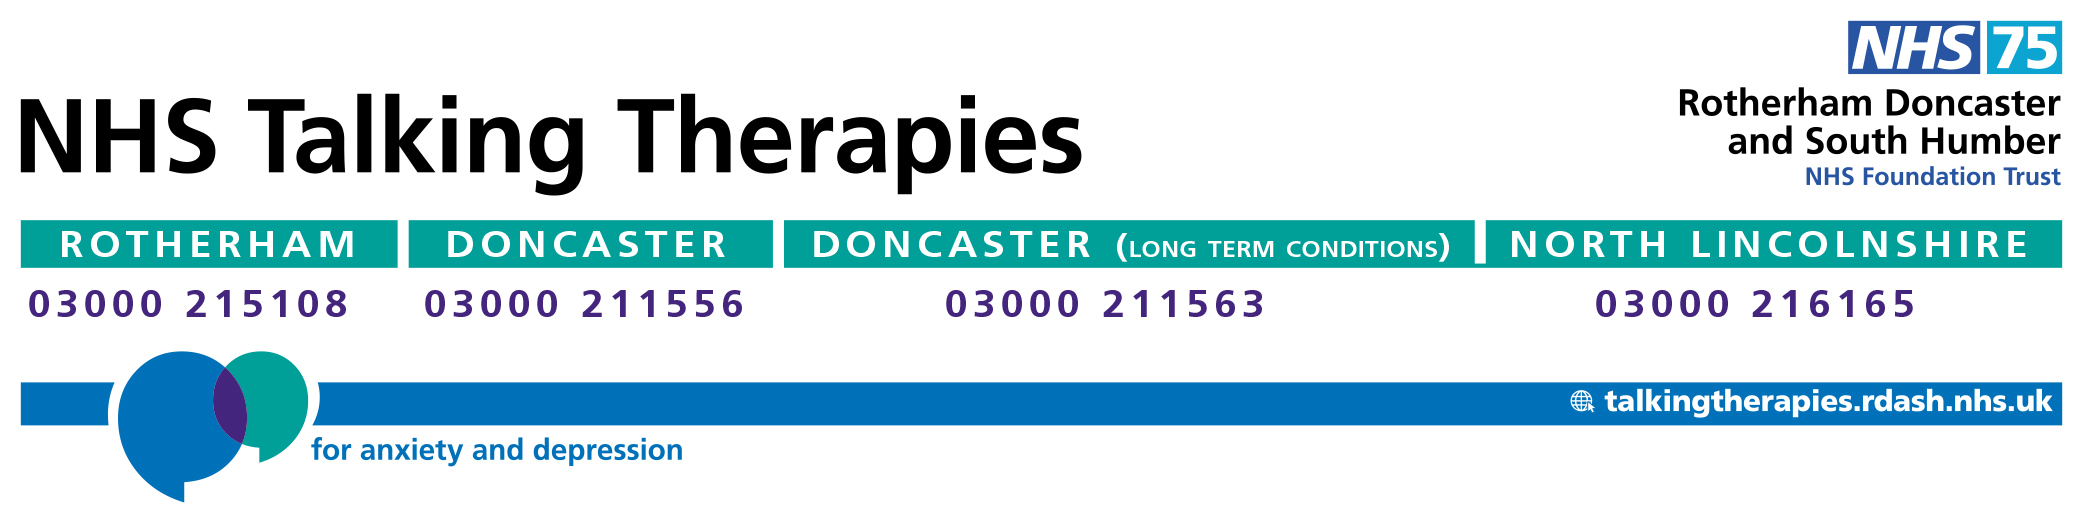 NHS 75
NHS Talking Therapies
Rotherham Doncaster
and South Humber
NHS Foundation Trust
ROTHERHAM
03000 215108
DONCASTER
03000 211556
DONCASTER (LONG TERM CONDITIONS)
03000 211563
NORTH LINCOLNSHIRE
03000 216165
talkingtherapies.rdash.nhs.uk
for anxiety and depression